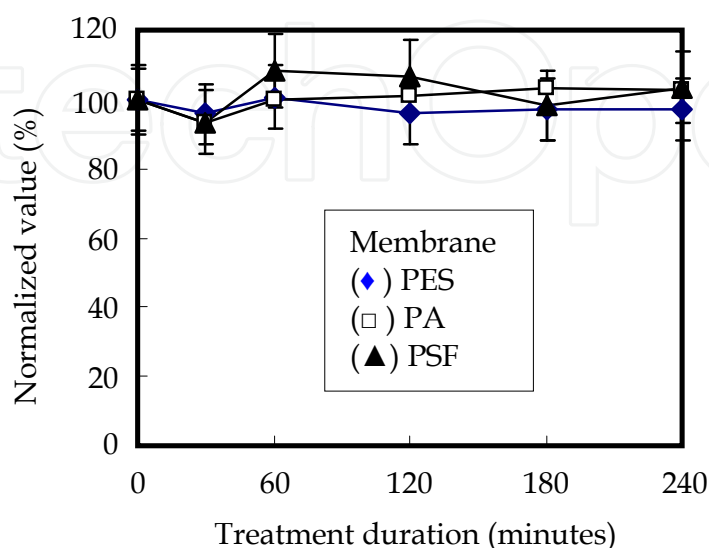 120
100
80
60
40
20
0
Normalized value (%)
Membrane
(♦) PES
(□) PA
(▲) PSF
0 60 120 180 240
Treatment duration (minutes)
techOpe